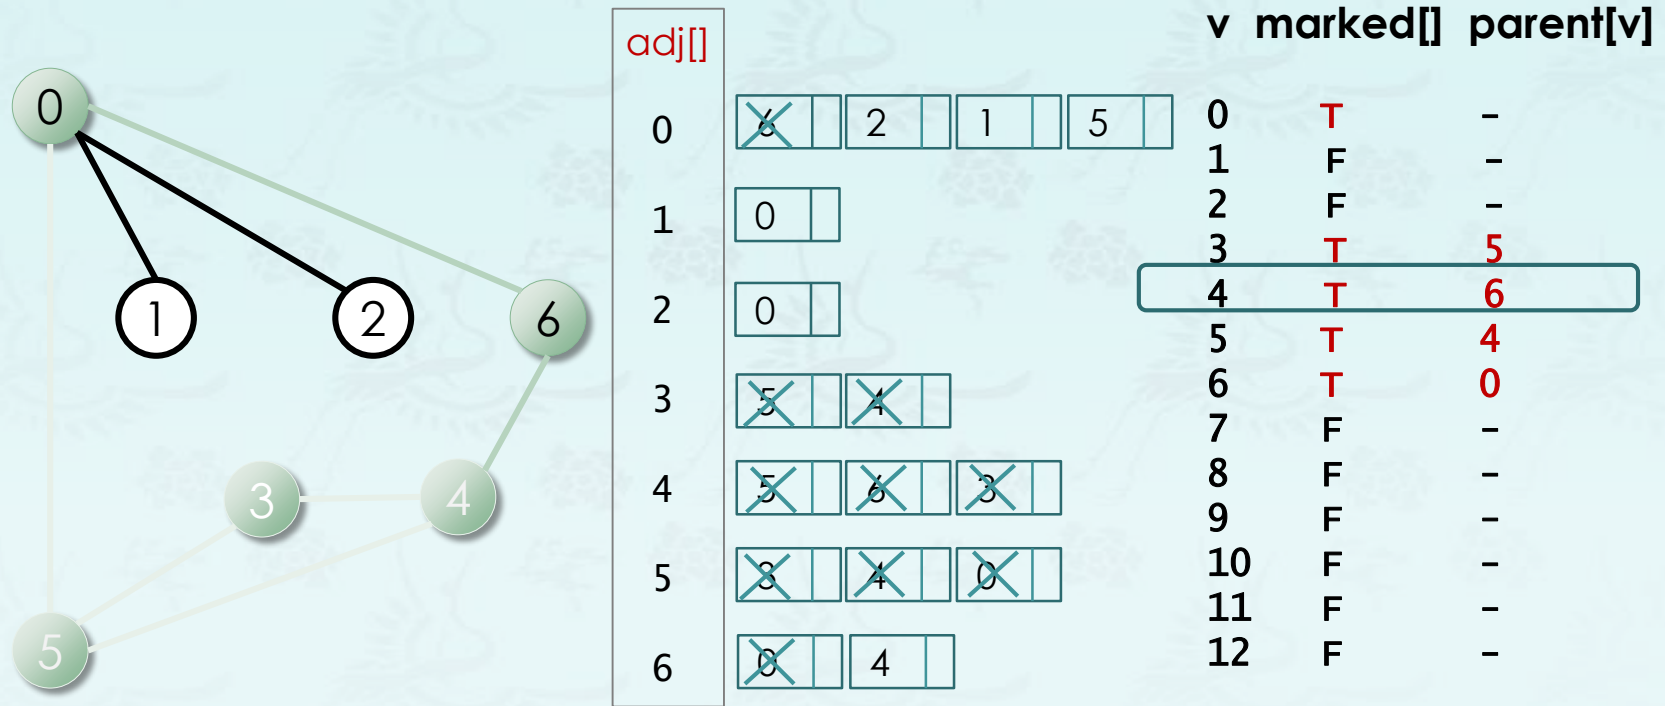 v marked[] parent[v]
adj[]
0 6 2 1 5
1 0
2 0
3 5 4
4 5 6 3
5 3 4 0
6 0 4
0 T –
1 F –
2 F –
3 T 5
4 T 6
5 T 4
6 T 0
7 F –
8 F –
9 F –
10 F –
11 F –
12 F –
0
1 2 6
3 4
5